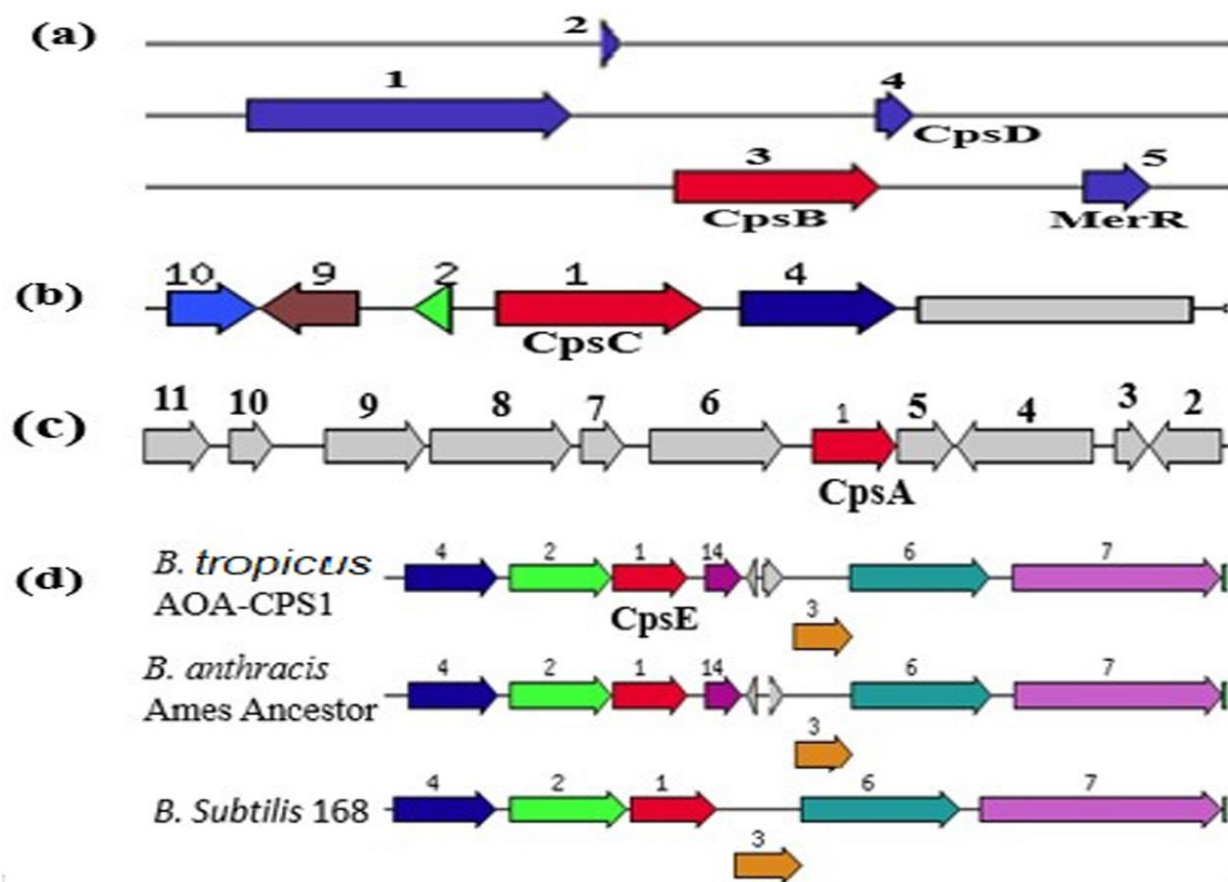 (a)
2
1 4
CpsD
3 5
CpsB MerR
(b)
10 9 2 1 4
CpsC
(c)
11 10 9 8 7 6 1 5 4 3 2
CpsA
(d)
B. tropicus
AOA-CPS1
4 2 1 14 6 7
CpsE
3
B. anthracis
Ames Ancestor
4 2 1 14 6 7
3
B. Subtilis 168
4 2 1 6 7
3